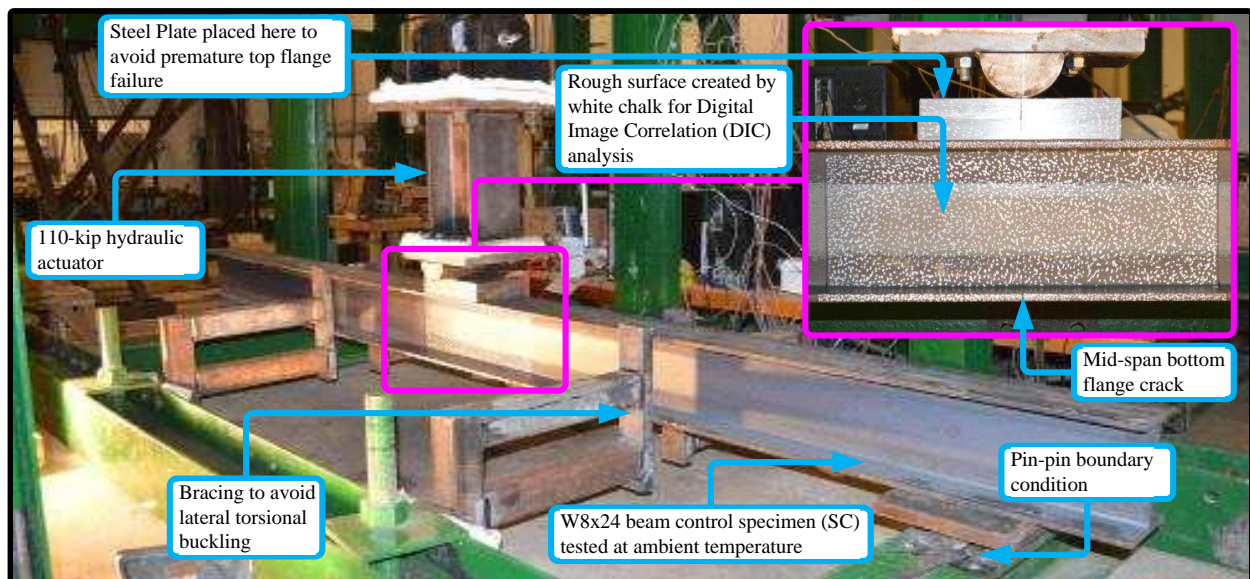 Steel Plate placed here to
avoid premature top flange
failure
Rough surface created by
white chalk for Digital
Image Correlation (DIC)
analysis
110-kip hydraulic
actuator
Mid-span bottom
flange crack
Bracing to avoid
lateral torsional
buckling
W8x24 beam control specimen (SC)
tested at ambient temperature
Pin-pin boundary
condition